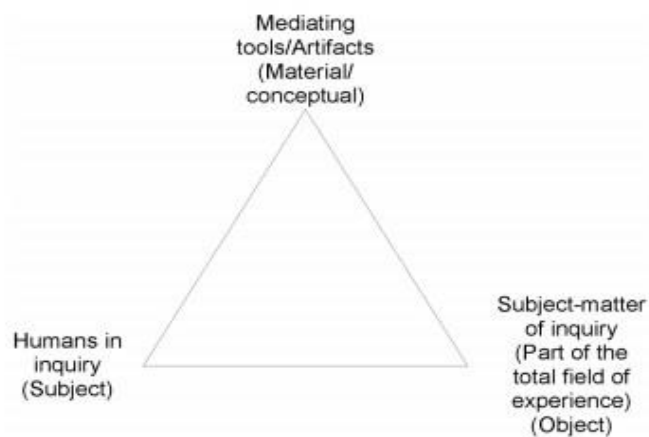 Mediating
tools/Artifacts
(Material/
conceptual)
Humans in
inquiry
(Subject)
Subject-matter
of inquiry
(Part of the
total field of
experience)
(Object)